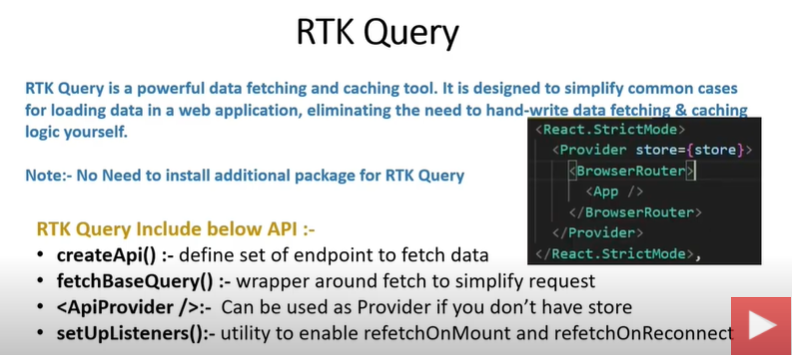 RTK Query
RTK Query is a powerful data fetching and caching tool. It is designed to simplify common cases
for loading data in a web application, eliminating the need to hand-write data fetching & caching
logic yourself.
<React.StrictMode>
<Provider store={store}>
<BrowserRouter>
<App />
</BrowserRouter>
</Provider>
</React.StrictMode>,
Note:- No Need to install additional package for RTK Query
RTK Query Include below API :-
• createApi() :- define set of endpoint to fetch data
• fetchBaseQuery() :- wrapper around fetch to simplify request
• <ApiProvider />:- Can be used as Provider if you don’t have store
• setUpListeners():- utility to enable refetchOnMount and refetchOnReconnect